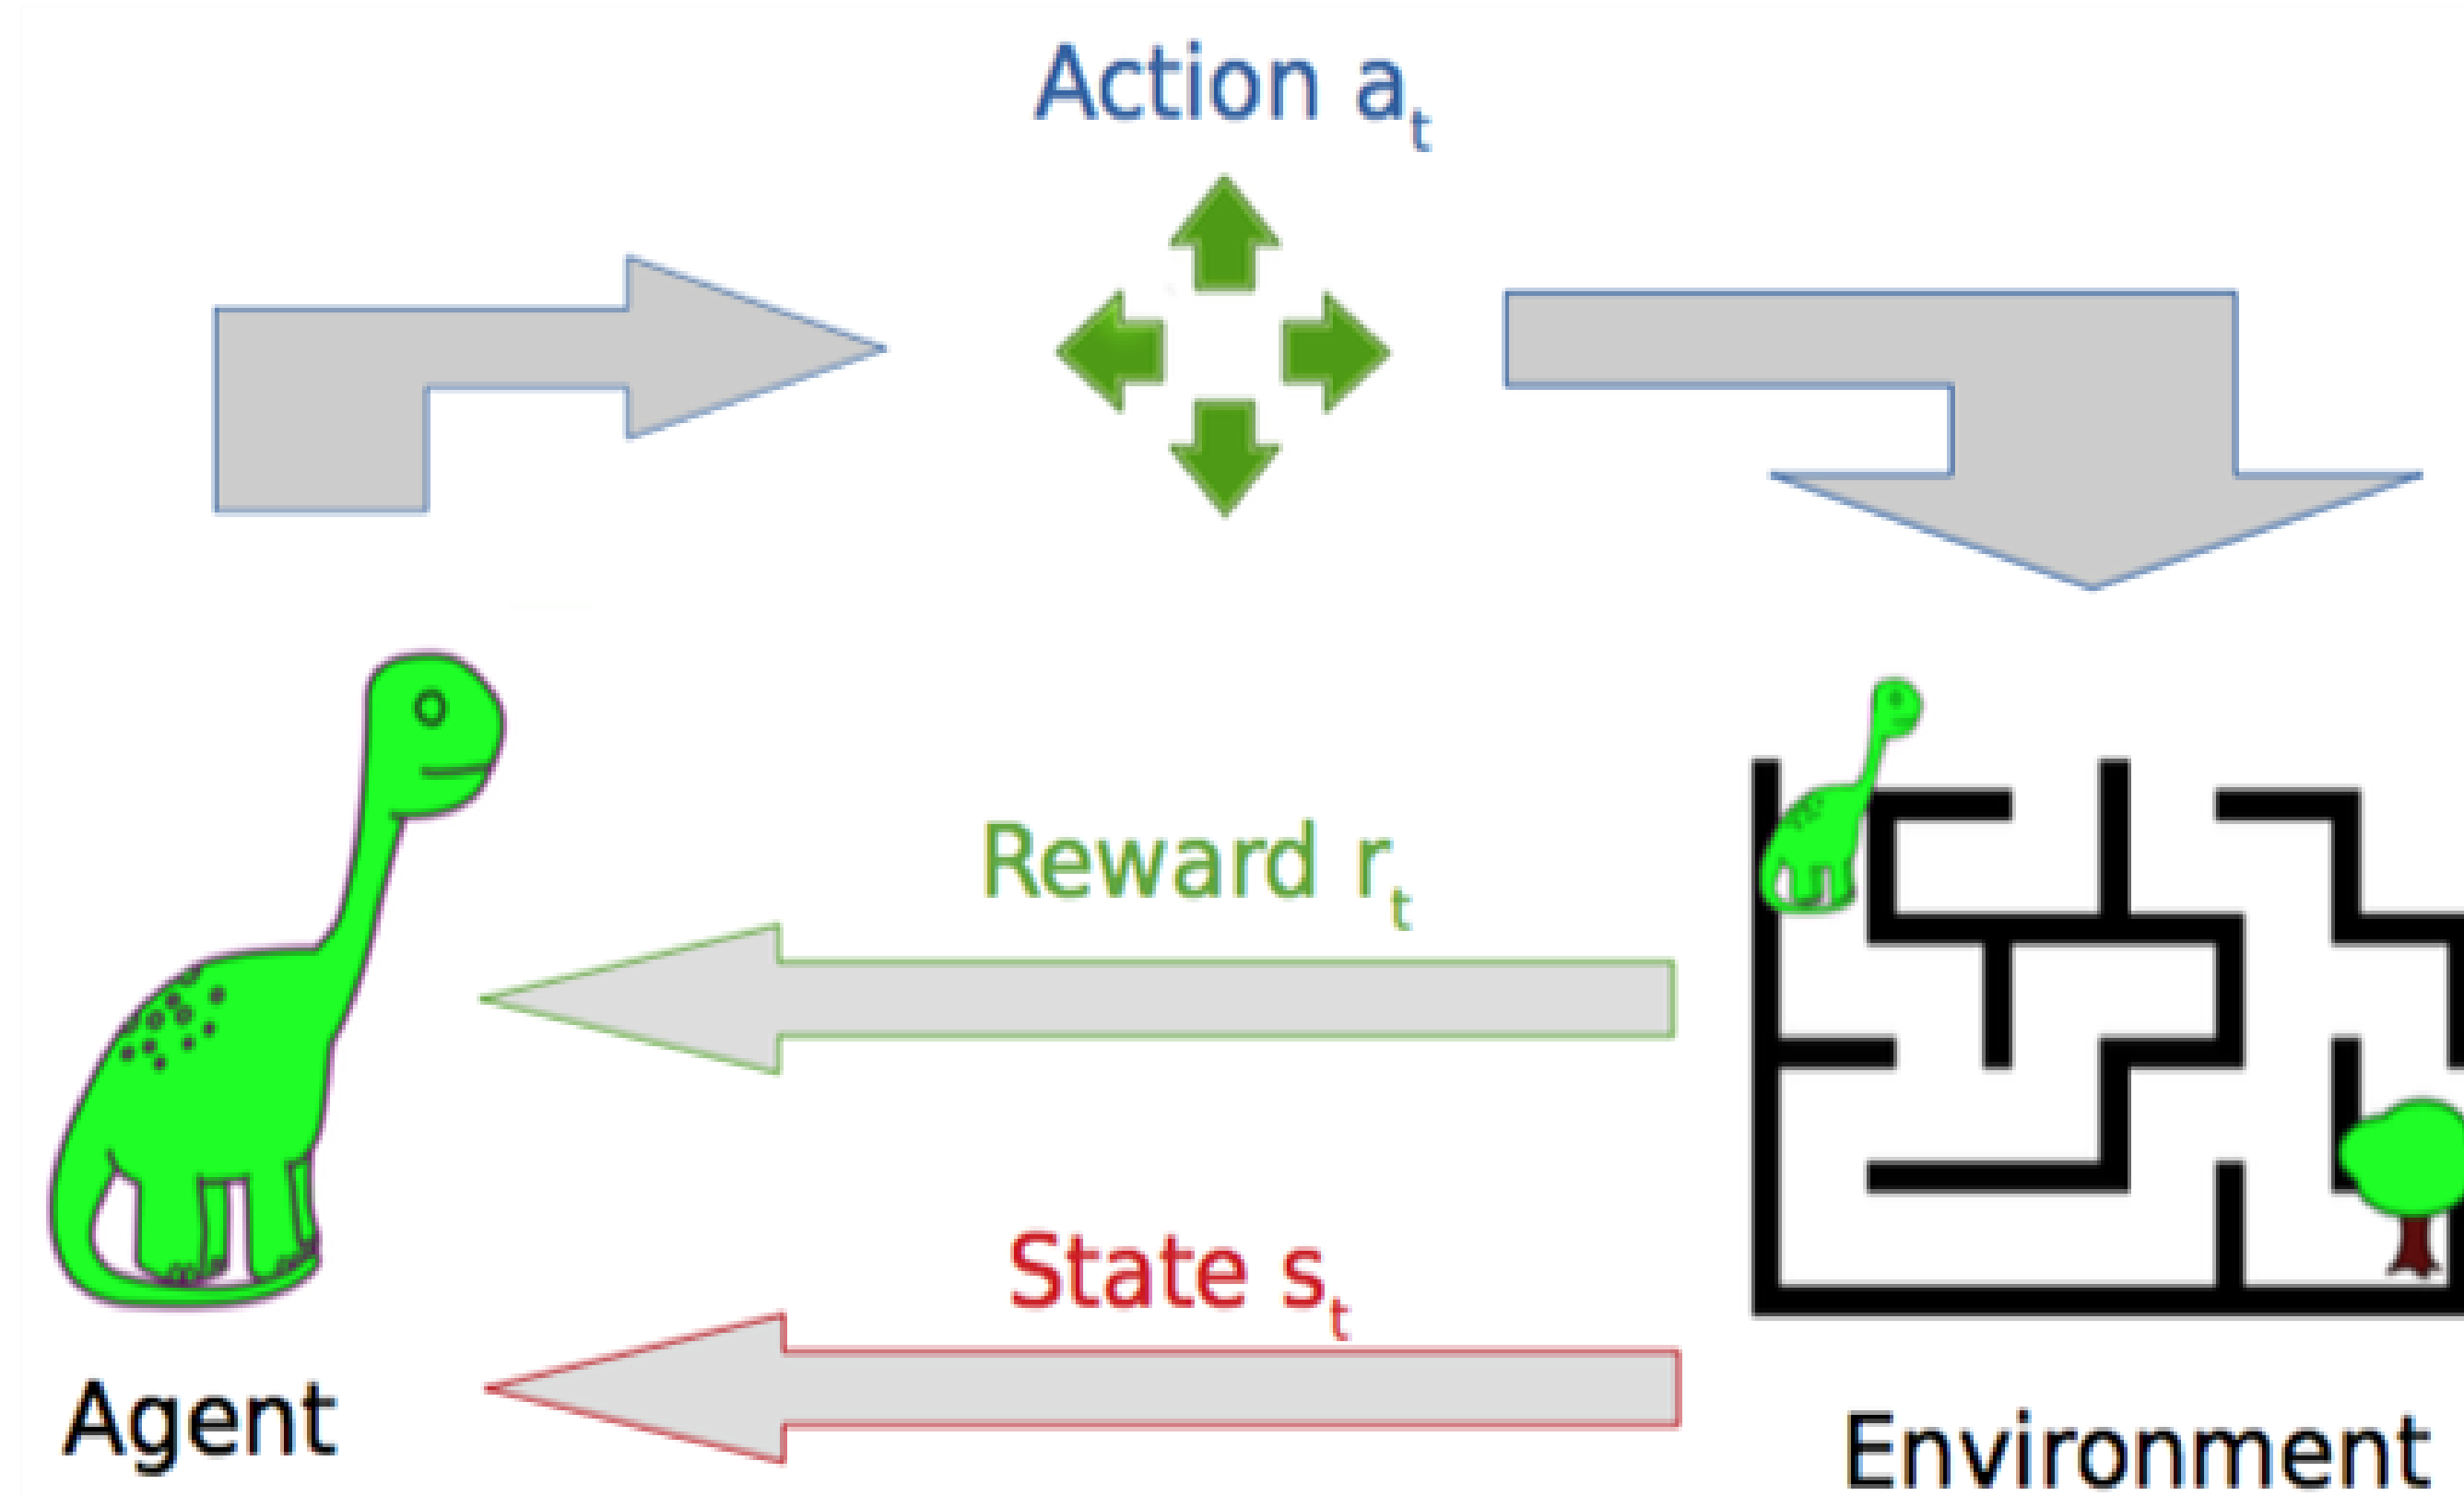 Action a_t
Reward r_t
State s_t
Agent
Environment